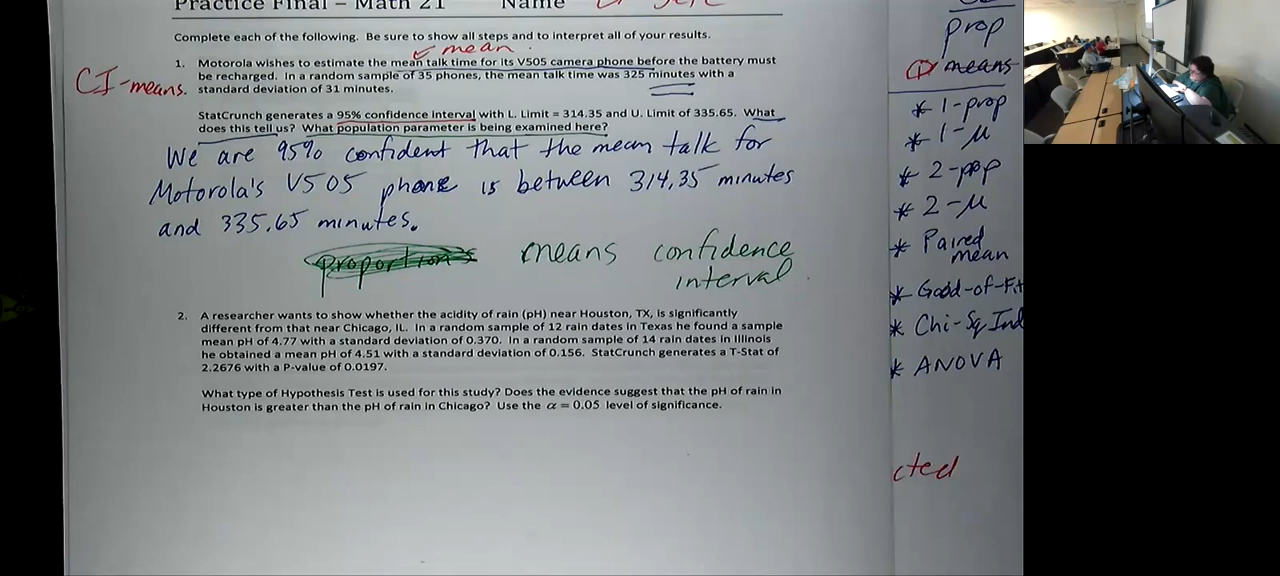 Practice Final – Math 21 Name
Complete each of the following. Be sure to show all steps and to interpret all of your results.
mean
CI-means.
1. Motorola wishes to estimate the mean talk time for its V505 camera phone before the battery must
be recharged. In a random sample of 35 phones, the mean talk time was 325 minutes with a
standard deviation of 31 minutes.
StatCrunch generates a 95% confidence interval with L. Limit = 314.35 and U. Limit of 335.65. What
does this tell us? What population parameter is being examined here?
We are 95% confident that the mean talk for
Motorola's V505 phone is between 314.35 minutes
and 335.65 minutes.
proportions means confidence
interval
2. A researcher wants to show whether the acidity of rain (pH) near Houston, TX, is significantly
different from that near Chicago, IL. In a random sample of 12 rain dates in Texas he found a sample
mean pH of 4.77 with a standard deviation of 0.370. In a random sample of 14 rain dates in Illinois
he obtained a mean pH of 4.51 with a standard deviation of 0.156. StatCrunch generates a T-Stat of
2.2676 with a P-value of 0.0197.
What type of Hypothesis Test is used for this study? Does the evidence suggest that the pH of rain in
Houston is greater than the pH of rain in Chicago? Use the α = 0.05 level of significance.
prop
① means
* 1-prop
* 1-μ
* 2-prop
* 2-μ
* Paired
mean
* Good-of-Fit
* Chi-Sq Ind
* ANOVA
cted